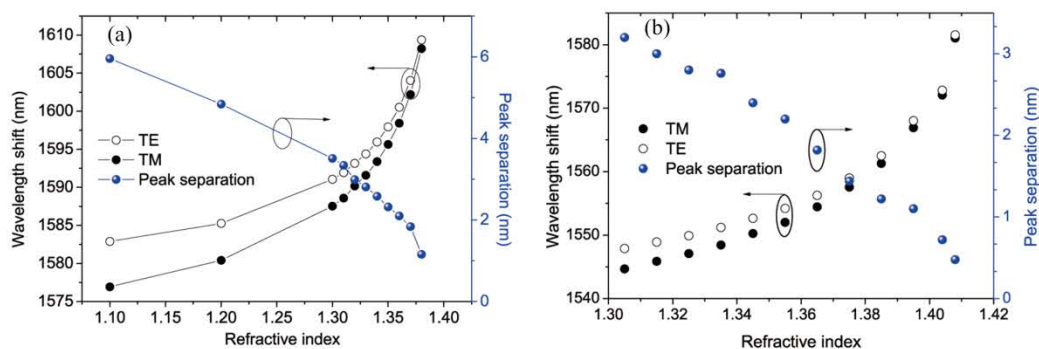 (a)
1610
1605
1600
1595
1590
1585
1580
1575
Wavelength shift (nm)
TE
TM
Peak separation
6
5
4
3
2
1
0
Peak separation (nm)
1.10 1.15 1.20 1.25 1.30 1.35 1.40
Refractive index
(b)
1580
1570
1560
1550
1540
Wavelength shift (nm)
TM
TE
Peak separation
3
2
1
0
Peak separation (nm)
1.30 1.32 1.34 1.36 1.38 1.40 1.42
Refractive index